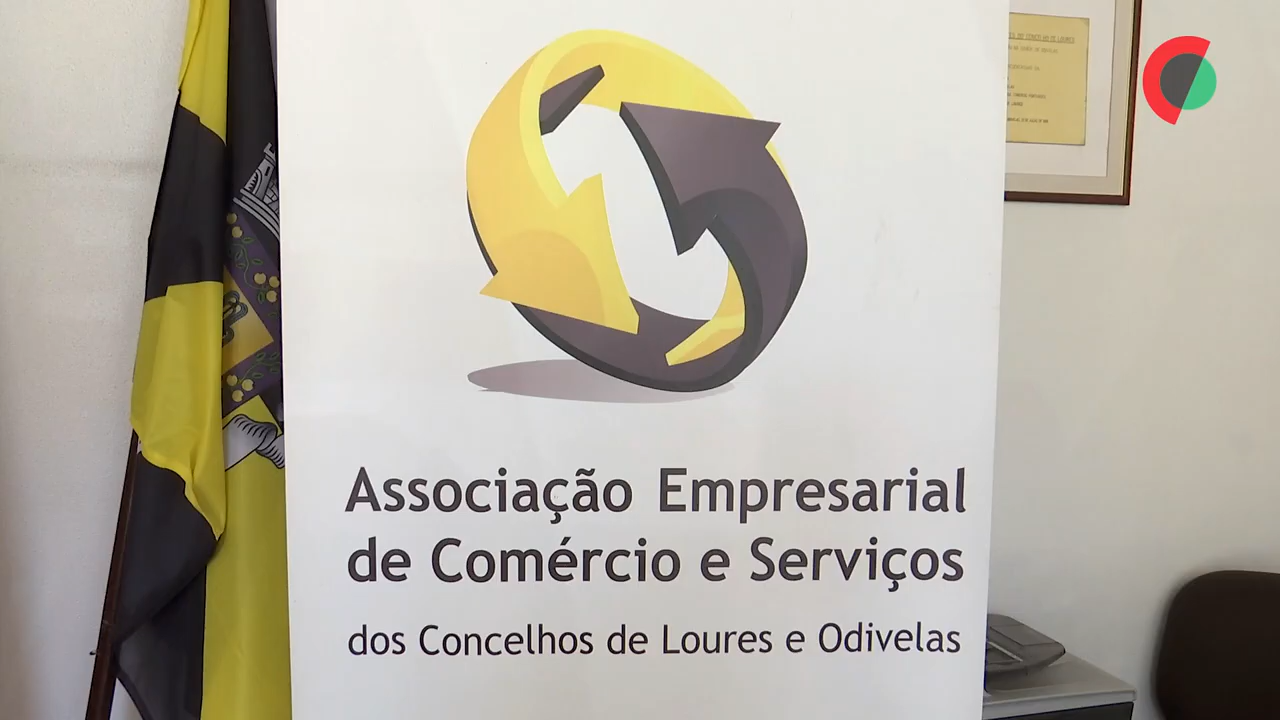 Associação Empresarial
de Comércio e Serviços
dos Concelhos de Loures e Odivelas